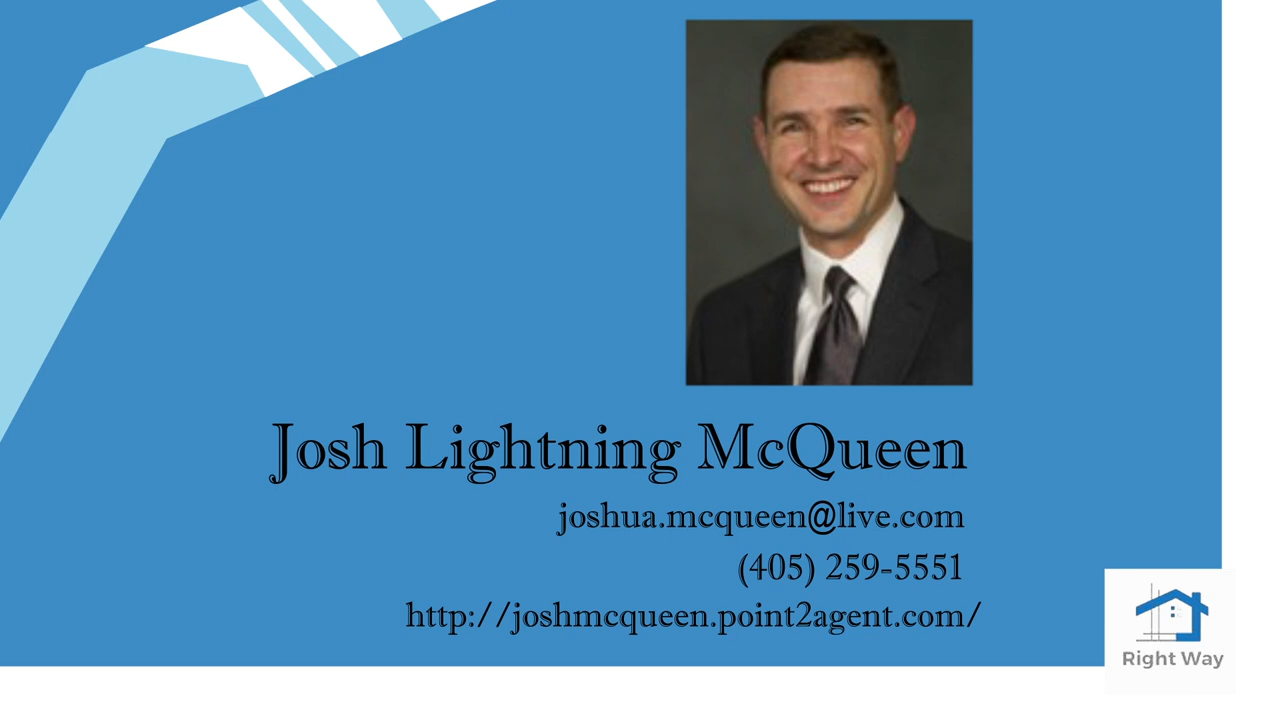 Josh Lightning McQueen
joshua.mcqueen@live.com
(405) 259-5551
http://joshmcqueen.point2agent.com/
Right Way